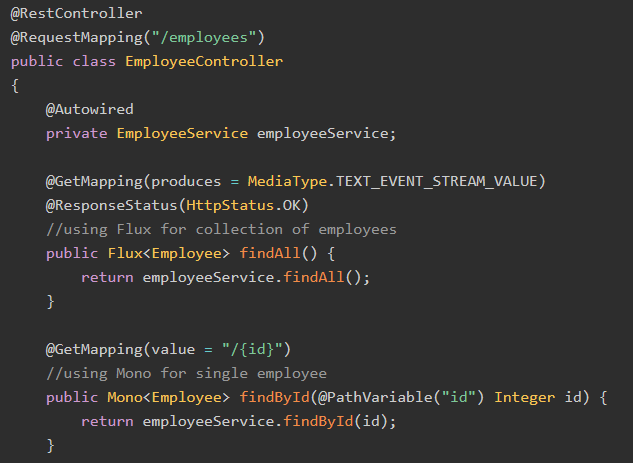 @RestController
@RequestMapping("/employees")
public class EmployeeController
{
    @Autowired
    private EmployeeService employeeService;

    @GetMapping(produces = MediaType.TEXT_EVENT_STREAM_VALUE)
    @ResponseStatus(HttpStatus.OK)
    //using Flux for collection of employees
    public Flux<Employee> findAll() {
        return employeeService.findAll();
    }

    @GetMapping(value = "/{id}")
    //using Mono for single employee
    public Mono<Employee> findById(@PathVariable("id") Integer id) {
        return employeeService.findById(id);
    }